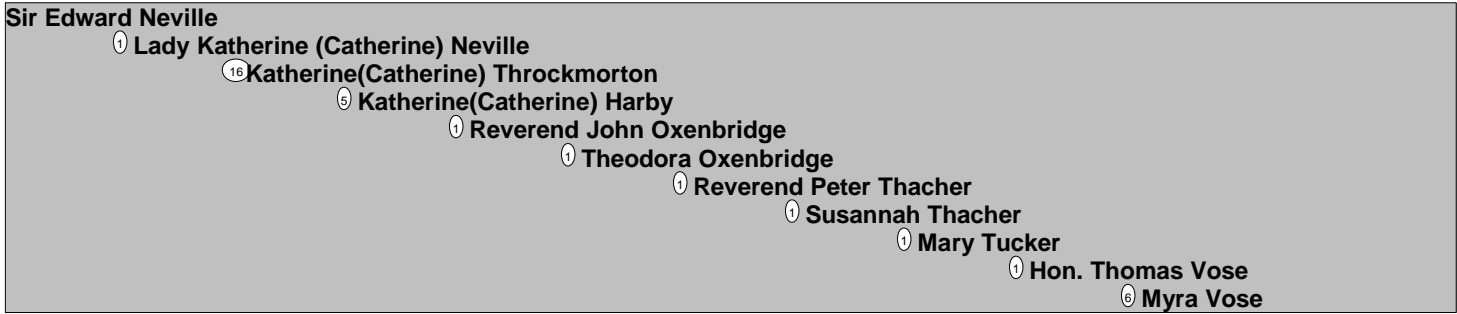 Sir Edward Neville
1 Lady Katherine (Catherine) Neville
16 Katherine(Catherine) Throckmorton
5 Katherine(Catherine) Harby
1 Reverend John Oxenbridge
1 Theodora Oxenbridge
1 Reverend Peter Thacher
1 Susannah Thacher
1 Mary Tucker
1 Hon. Thomas Vose
6 Myra Vose